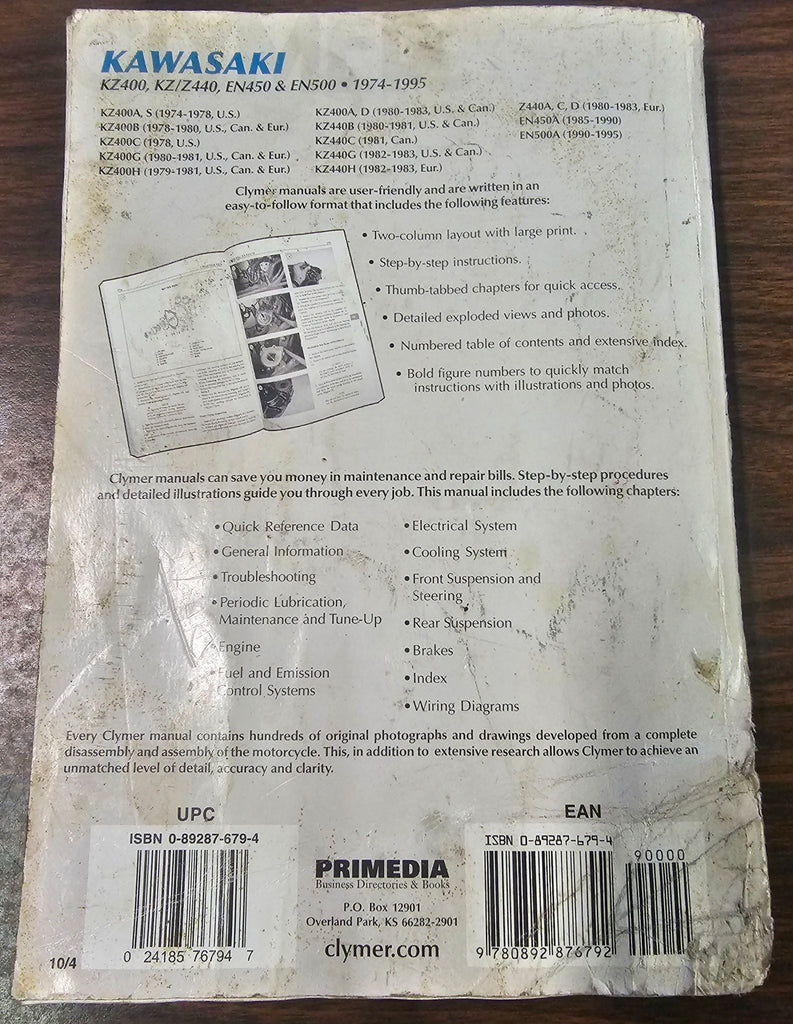 KAWASAKI
KZ400, KZ/Z440, EN450 & EN500 • 1974-1995
KZ400A, S (1974-1978, U.S.)
KZ400B (1978-1980, U.S., Can. & Eur.)
KZ400C (1978, U.S.)
KZ400G (1980-1981, U.S., Can. & Eur.)
KZ400H (1979-1981, U.S., Can. & Eur.)
KZ400A, D (1980-1983, U.S. & Can.)
KZ440B (1980-1981, U.S. & Can.)
KZ440C (1981, Can.)
KZ440G (1982-1983, U.S. & Can.)
KZ440H (1982-1983, Eur.)
Z440A, C, D (1980-1983, Eur.)
EN450A (1985-1990)
EN500A (1990-1995)
Clymer manuals are user-friendly and are written in an
easy-to-follow format that includes the following features:
• Two-column layout with large print.
• Step-by-step instructions.
• Thumb-tabbed chapters for quick access.
• Detailed exploded views and photos.
• Numbered table of contents and extensive index.
• Bold figure numbers to quickly match
instructions with illustrations and photos.
Clymer manuals can save you money in maintenance and repair bills. Step-by-step procedures
and detailed illustrations guide you through every job. This manual includes the following chapters:
• Quick Reference Data
• General Information
• Troubleshooting
• Periodic Lubrication,
Maintenance and Tune-Up
• Engine
Fuel and Emission
Control Systems
• Electrical System
• Cooling System
• Front Suspension and
Steering
• Rear Suspension
• Brakes
• Index
• Wiring Diagrams
Every Clymer manual contains hundreds of original photographs and drawings developed from a complete
disassembly and assembly of the motorcycle. This, in addition to extensive research allows Clymer to achieve an
unmatched level of detail, accuracy and clarity.
UPC
ISBN 0-89287-679-4
0 24185 76794 7
10/4
PRIMEDIA
Business Directories & Books
P.O. Box 12901
Overland Park, KS 66282-2901
clymer.com
EAN
ISBN 0-89287-679-4
90000
9 780892 876792